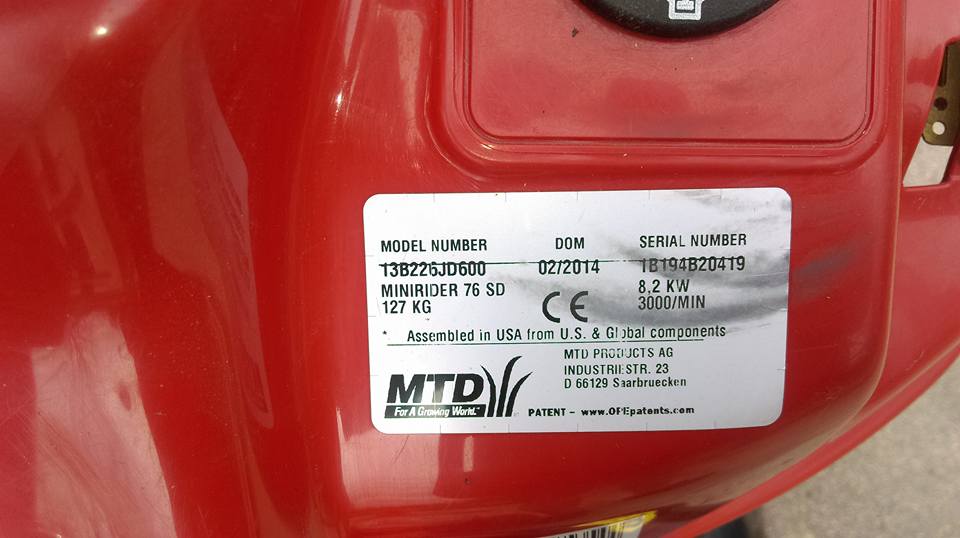 MODEL NUMBER DOM SERIAL NUMBER
13B226JD600 02/2014 1B194B20419
MINIRIDER 76 SD 8,2 KW
127 KG CE 3000/MIN
* Assembled in USA from U.S. & Global components
MTD PRODUCTS AG
INDUSTRIESTR. 23
D 66129 Saarbruecken
MTD
For A Growing World.™
PATENT - www.OPEpatents.com